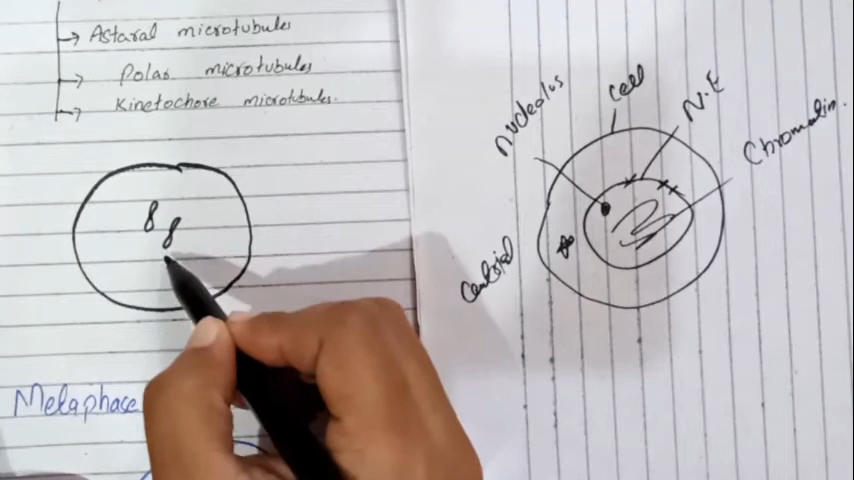 Astaral microtubules
Polar microtubules
Kinetochore microtubules.
Metaphase
nucleolus
cell
N.E
Chromatin.
Centriol